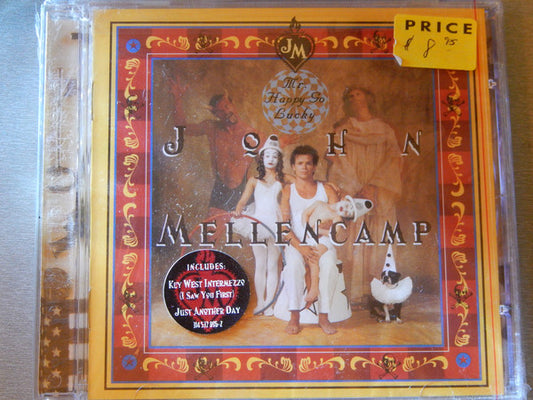 PRICE
$ 8 95
JM
Mr.
Happy Go
Lucky
JOHN
MELLENCAMP
INCLUDES:
KEY WEST INTERMEZZO
(I SAW YOU FIRST)
JUST ANOTHER DAY